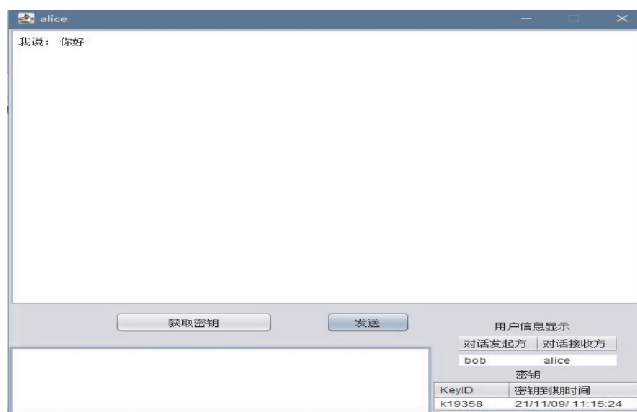 alice
我说： 你好
获取密钥 发送
用户信息显示
对话发起方 对话接收方
bob alice
密钥
KeyID 密钥到期时间
k19358 21/11/09/ 11:15:24